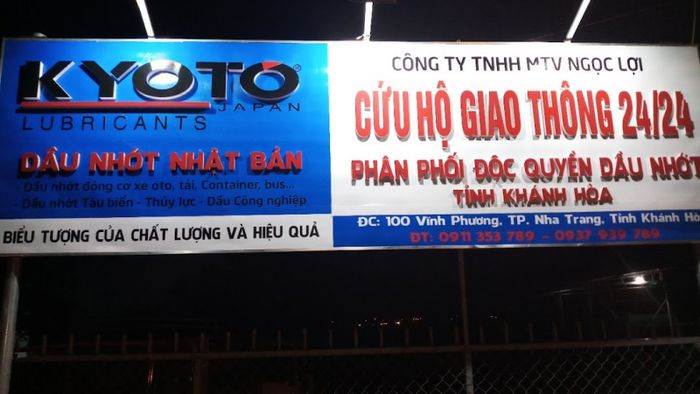 KYOTO®
JAPAN
LUBRICANTS
DẦU NHỚT NHẬT BẢN
- Dầu nhớt động cơ xe oto, tải, Container, bus...
- Dầu nhớt Tàu biển - Thủy lực - Dầu Công nghiệp
BIỂU TƯỢNG CỦA CHẤT LƯỢNG VÀ HIỆU QUẢ
CÔNG TY TNHH MTV NGỌC LỢI
CỨU HỘ GIAO THÔNG 24/24
PHÂN PHỐI ĐỘC QUYỀN DẦU NHỚT
TỈNH KHÁNH HÒA
ĐC: 100 Vĩnh Phương, TP. Nha Trang, Tỉnh Khánh Hò
ĐT: 0911 353 789 - 0937 939 789